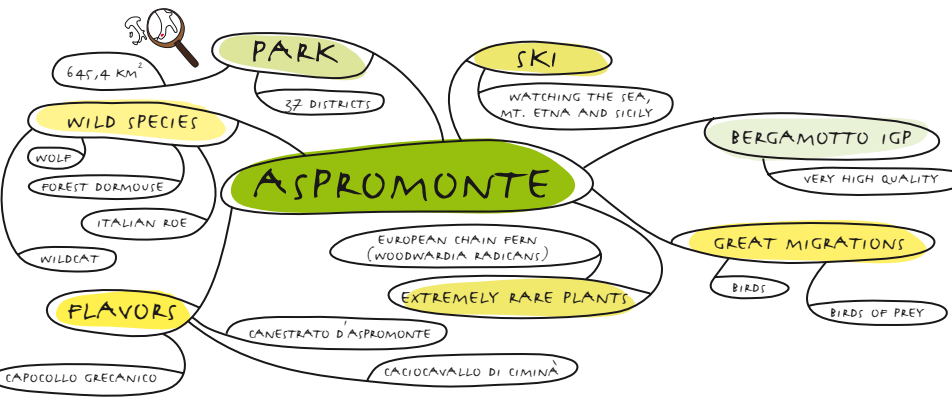 PARK
645,4 KM²
37 DISTRICTS
SKI
WATCHING THE SEA,
MT. ETNA AND SICILY
WILD SPECIES
WOLF
FOREST DORMOUSE
ITALIAN ROE
WILDCAT
BERGAMOTTO IGP
VERY HIGH QUALITY
ASPROMONTE
GREAT MIGRATIONS
BIRDS
BIRDS OF PREY
EUROPEAN CHAIN FERN
(WOODWARDIA RADICANS)
EXTREMELY RARE PLANTS
FLAVORS
CANESTRATO D'ASPROMONTE
CACIOCAVALLO DI CIMINÀ
CAPOCOLLO GRECANICO